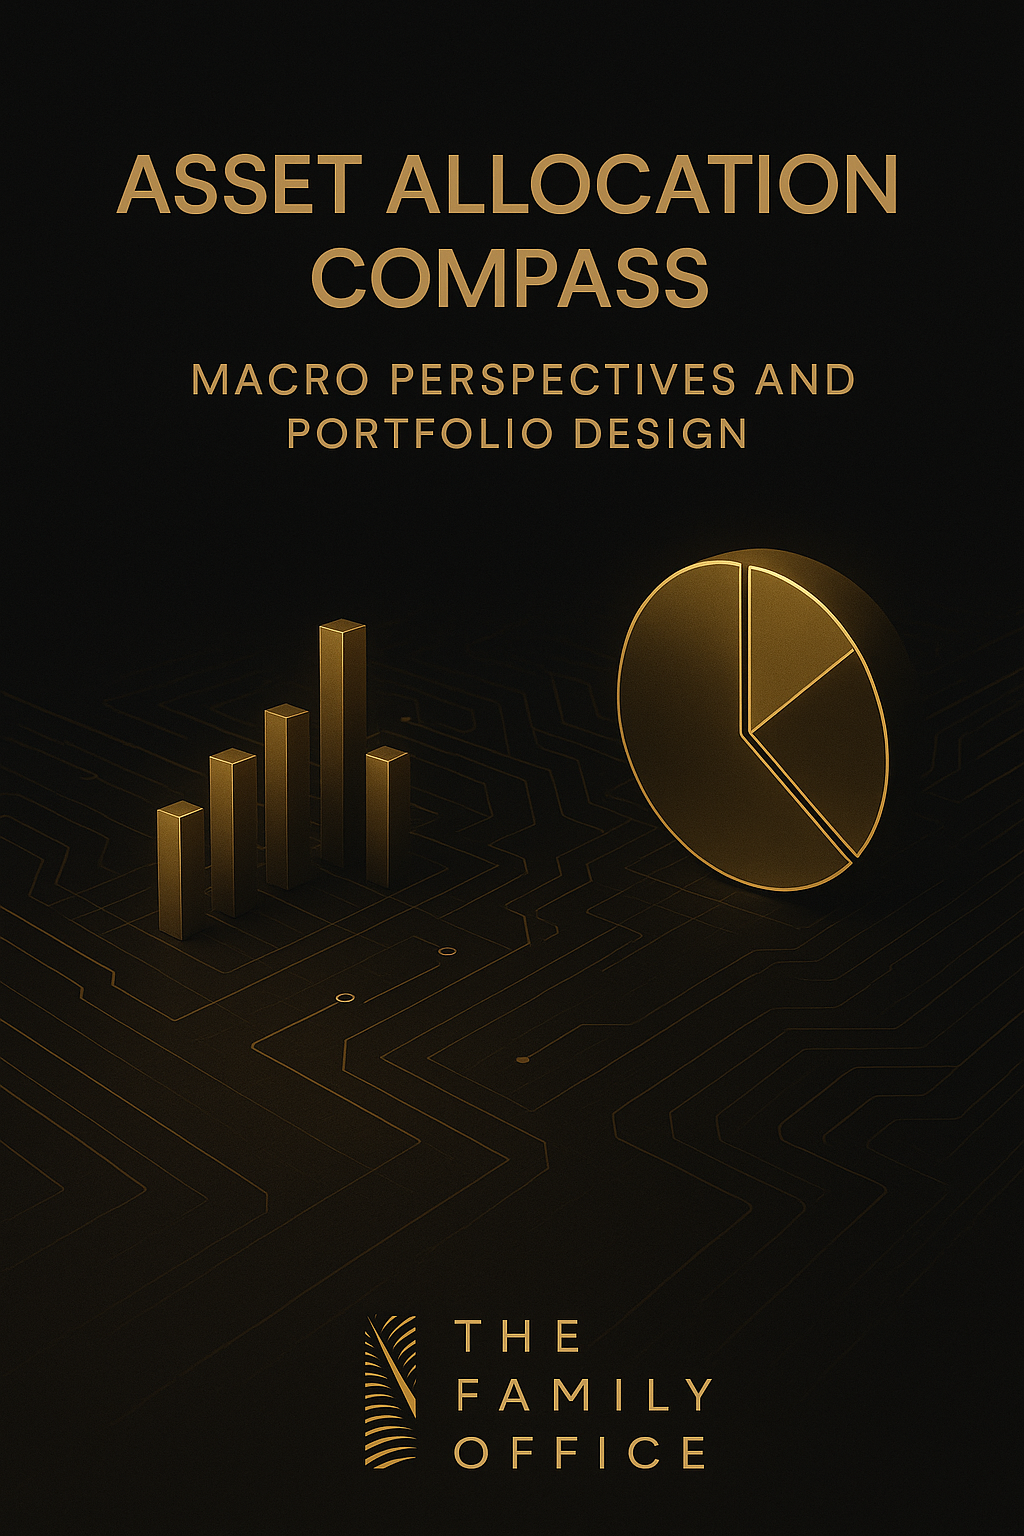 ASSET ALLOCATION
COMPASS
MACRO PERSPECTIVES AND
PORTFOLIO DESIGN
THE
FAMILY
OFFICE